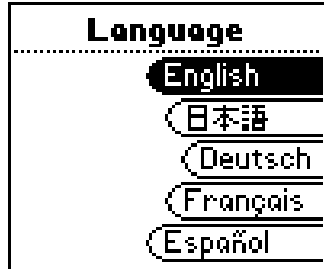 Language
English
日本語
Deutsch
Français
Español